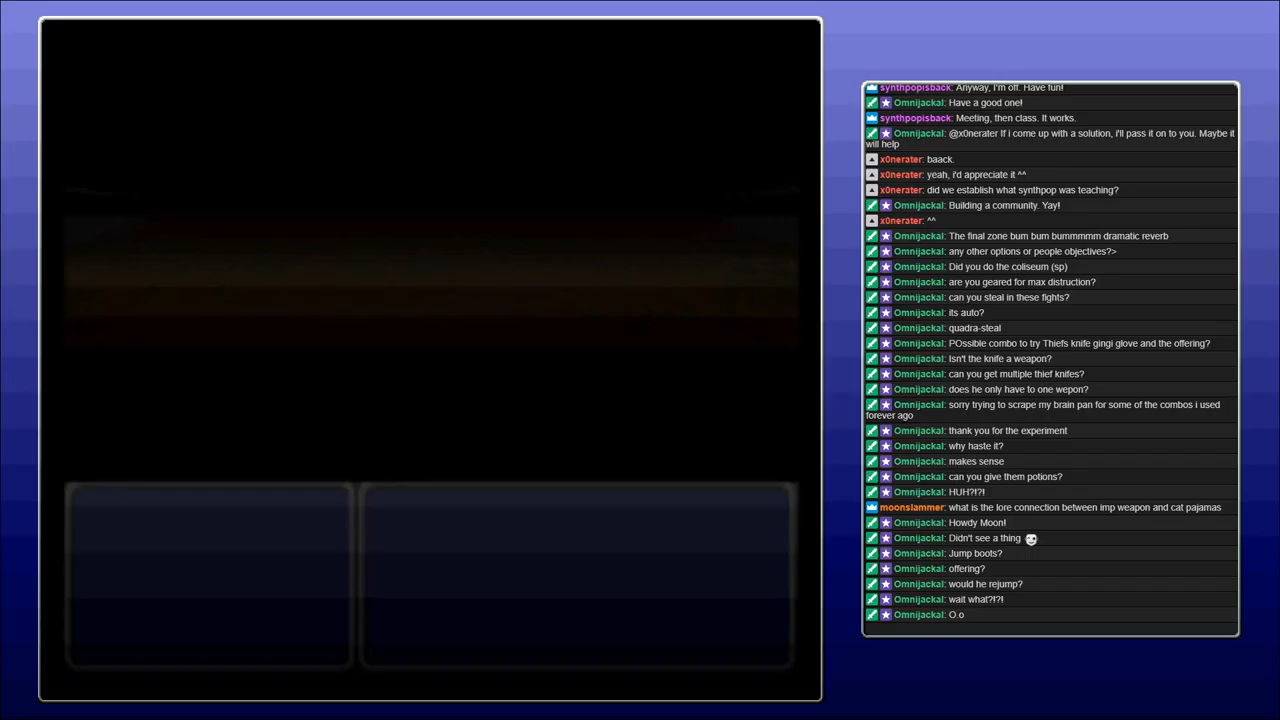 synthpopisback: Anyway, I'm off. Have fun!
Omnijackal: Have a good one!
synthpopisback: Meeting, then class. It works.
Omnijackal: @x0nerater If i come up with a solution, i'll pass it on to you. Maybe it
will help
x0nerater: baack.
x0nerater: yeah, i'd appreciate it ^^
x0nerater: did we establish what synthpop was teaching?
Omnijackal: Building a community. Yay!
x0nerater: ^^
Omnijackal: The final zone bum bum bummmmm dramatic reverb
Omnijackal: any other options or people objectives?>
Omnijackal: Did you do the coliseum (sp)
Omnijackal: are you geared for max distruction?
Omnijackal: can you steal in these fights?
Omnijackal: its auto?
Omnijackal: quadra-steal
Omnijackal: POssible combo to try Thiefs knife gingi glove and the offering?
Omnijackal: Isn't the knife a weapon?
Omnijackal: can you get multiple thief knifes?
Omnijackal: does he only have to one wepon?
Omnijackal: sorry trying to scrape my brain pan for some of the combos i used
forever ago
Omnijackal: thank you for the experiment
Omnijackal: why haste it?
Omnijackal: makes sense
Omnijackal: can you give them potions?
Omnijackal: HUH?!?!
moonslammer: what is the lore connection between imp weapon and cat pajamas
Omnijackal: Howdy Moon!
Omnijackal: Didn't see a thing
Omnijackal: Jump boots?
Omnijackal: offering?
Omnijackal: would he rejump?
Omnijackal: wait what?!?!
Omnijackal: O.o